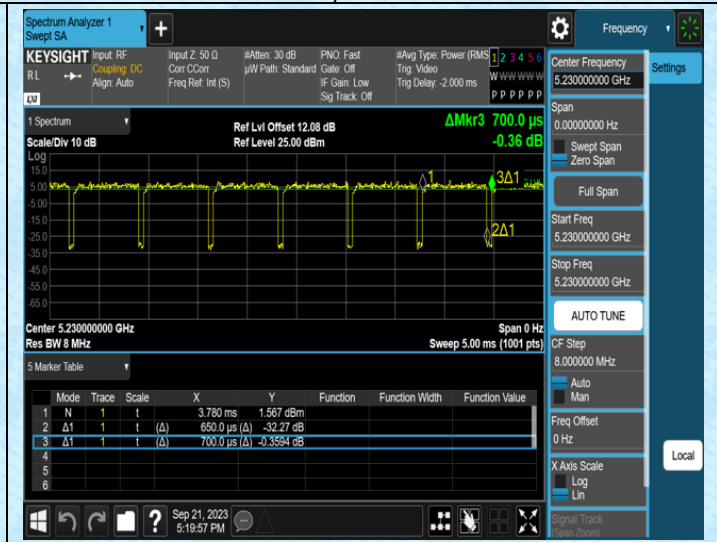 Spectrum Analyzer 1
Swept SA
+
Frequency
KEYSIGHT
RL
LXI
Input: RF
Coupling: DC
Align: Auto
Input Z: 50 Ω
Corr CCorr
Freq Ref: Int (S)
#Atten: 30 dB
µW Path: Standard
PNO: Fast
Gate: Off
IF Gain: Low
Sig Track: Off
#Avg Type: Power (RMS
Trig: Video
Trig Delay: -2.000 ms
1 2 3 4 5 6
W W W W W W
P P P P P P
Center Frequency
5.230000000 GHz
Settings
Span
0.00000000 Hz
Swept Span
Zero Span
Full Span
Start Freq
5.230000000 GHz
Stop Freq
5.230000000 GHz
AUTO TUNE
CF Step
8.000000 MHz
Auto
Man
Freq Offset
0 Hz
X Axis Scale
Log
Lin
Signal Track
(Span Zoom)
Local
1 Spectrum
Scale/Div 10 dB
Ref Lvl Offset 12.08 dB
Ref Level 25.00 dBm
ΔMkr3 700.0 µs
-0.36 dB
Log
15.0
5.00
-5.00
-15.0
-25.0
-35.0
-45.0
-55.0
-65.0
1
3Δ1
2Δ1
Center 5.230000000 GHz
Res BW 8 MHz
Span 0 Hz
Sweep 5.00 ms (1001 pts)
5 Marker Table
Mode Trace Scale X Y Function Function Width Function Value
1 N 1 t 3.780 ms 1.567 dBm
2 Δ1 1 t (Δ) 650.0 µs (Δ) -32.27 dB
3 Δ1 1 t (Δ) 700.0 µs (Δ) -0.3594 dB
4
5
6
?
Sep 21, 2023
5:19:57 PM